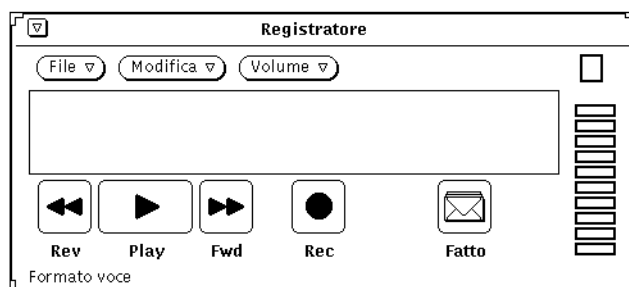 Registratore
File Modifica Volume
Rev Play Fwd Rec Fatto
Formato voce